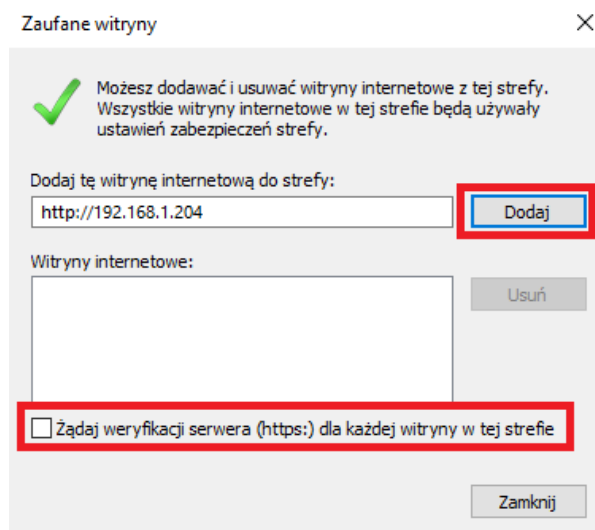 Zaufane witryny
Możesz dodawać i usuwać witryny internetowe z tej strefy.
Wszystkie witryny internetowe w tej strefie będą używały
ustawień zabezpieczeń strefy.
Dodaj tę witrynę internetową do strefy:
http://192.168.1.204
Dodaj
Witryny internetowe:
Usuń
Żądaj weryfikacji serwera (https:) dla każdej witryny w tej strefie
Zamknij